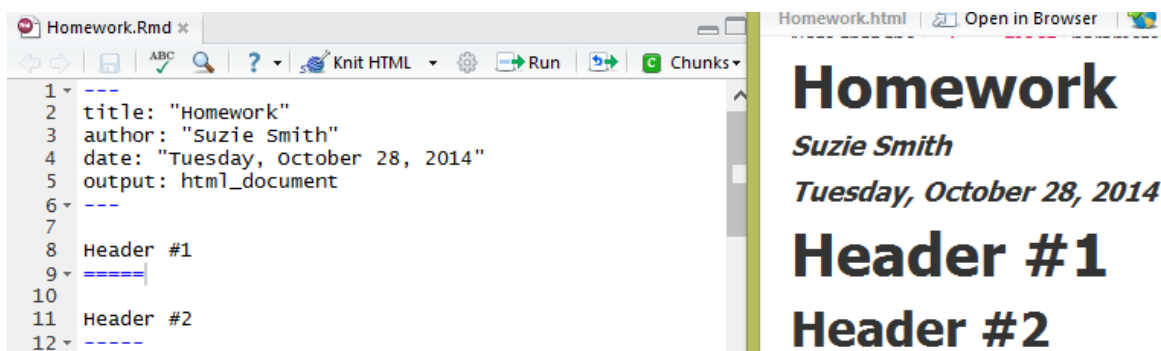 Homework.Rmd
ABC ? Knit HTML Run C Chunks
1 ---
2 title: "Homework"
3 author: "Suzie Smith"
4 date: "Tuesday, October 28, 2014"
5 output: html_document
6 ---
7
8 Header #1
9 =====
10
11 Header #2
12 -----
Homework.html Open in Browser
Homework
Suzie Smith
Tuesday, October 28, 2014
Header #1
Header #2